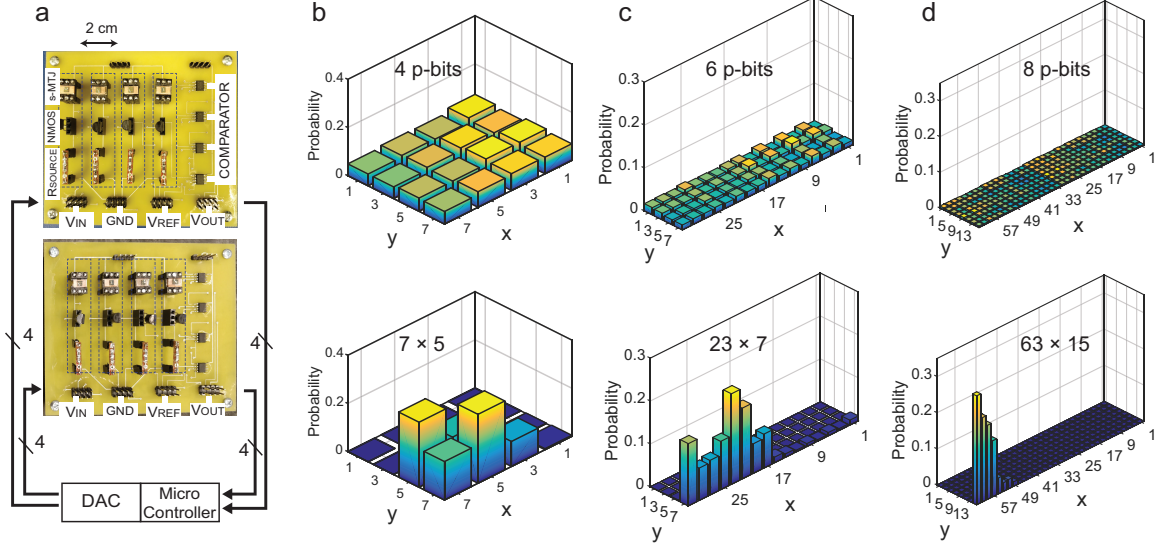 a
2 cm
s-MTJ
NMOS
RSOURCE
COMPARATOR
VIN GND VREF VOUT
4
4
VIN GND VREF VOUT
4
4
DAC
Micro
Controller
b
4 p-bits
Probability
0.4
0.2
0
1
3
5
7
y
7
5
3
1
x
c
6 p-bits
Probability
0.3
0.2
0.1
0
1
3
5
7
y
25
17
9
1
x
d
8 p-bits
Probability
0.3
0.2
0.1
0
1
5
9
13
y
57
49
41
33
25
17
9
1
x
7 × 5
Probability
0.4
0.2
0
1
3
5
7
y
7
5
3
1
x
23 × 7
Probability
0.3
0.2
0.1
0
1
3
5
7
y
25
17
9
1
x
63 × 15
Probability
0.3
0.2
0.1
0
1
5
9
13
y
57
49
41
33
25
17
9
1
x